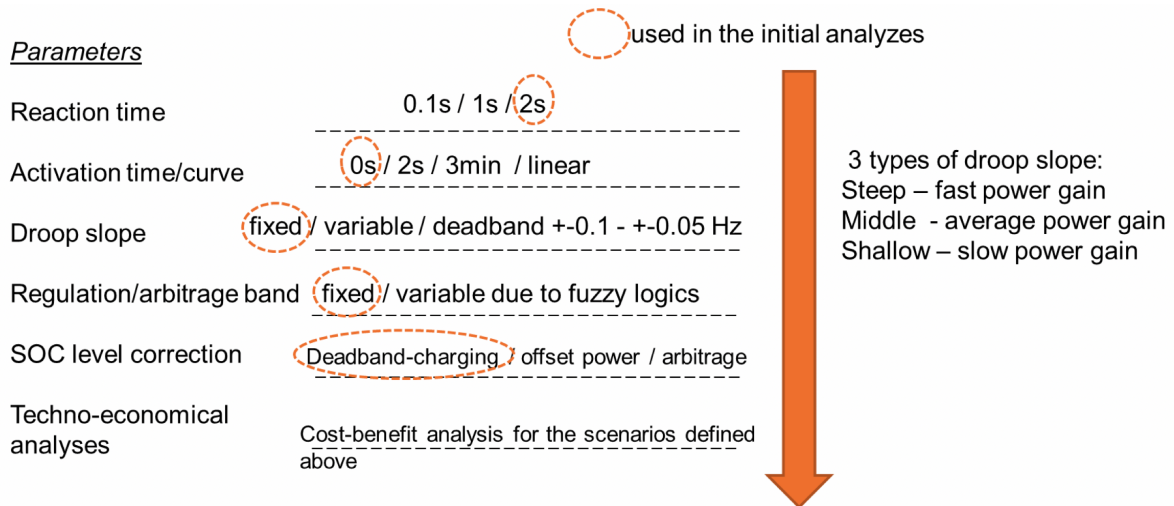 used in the initial analyzes
Parameters
Reaction time
0.1s / 1s / 2s
Activation time/curve
0s / 2s / 3min / linear
Droop slope
fixed / variable / deadband +-0.1 - +-0.05 Hz
Regulation/arbitrage band
fixed / variable due to fuzzy logics
SOC level correction
Deadband-charging / offset power / arbitrage
Techno-economical
analyses
Cost-benefit analysis for the scenarios defined
above
3 types of droop slope:
Steep – fast power gain
Middle - average power gain
Shallow – slow power gain